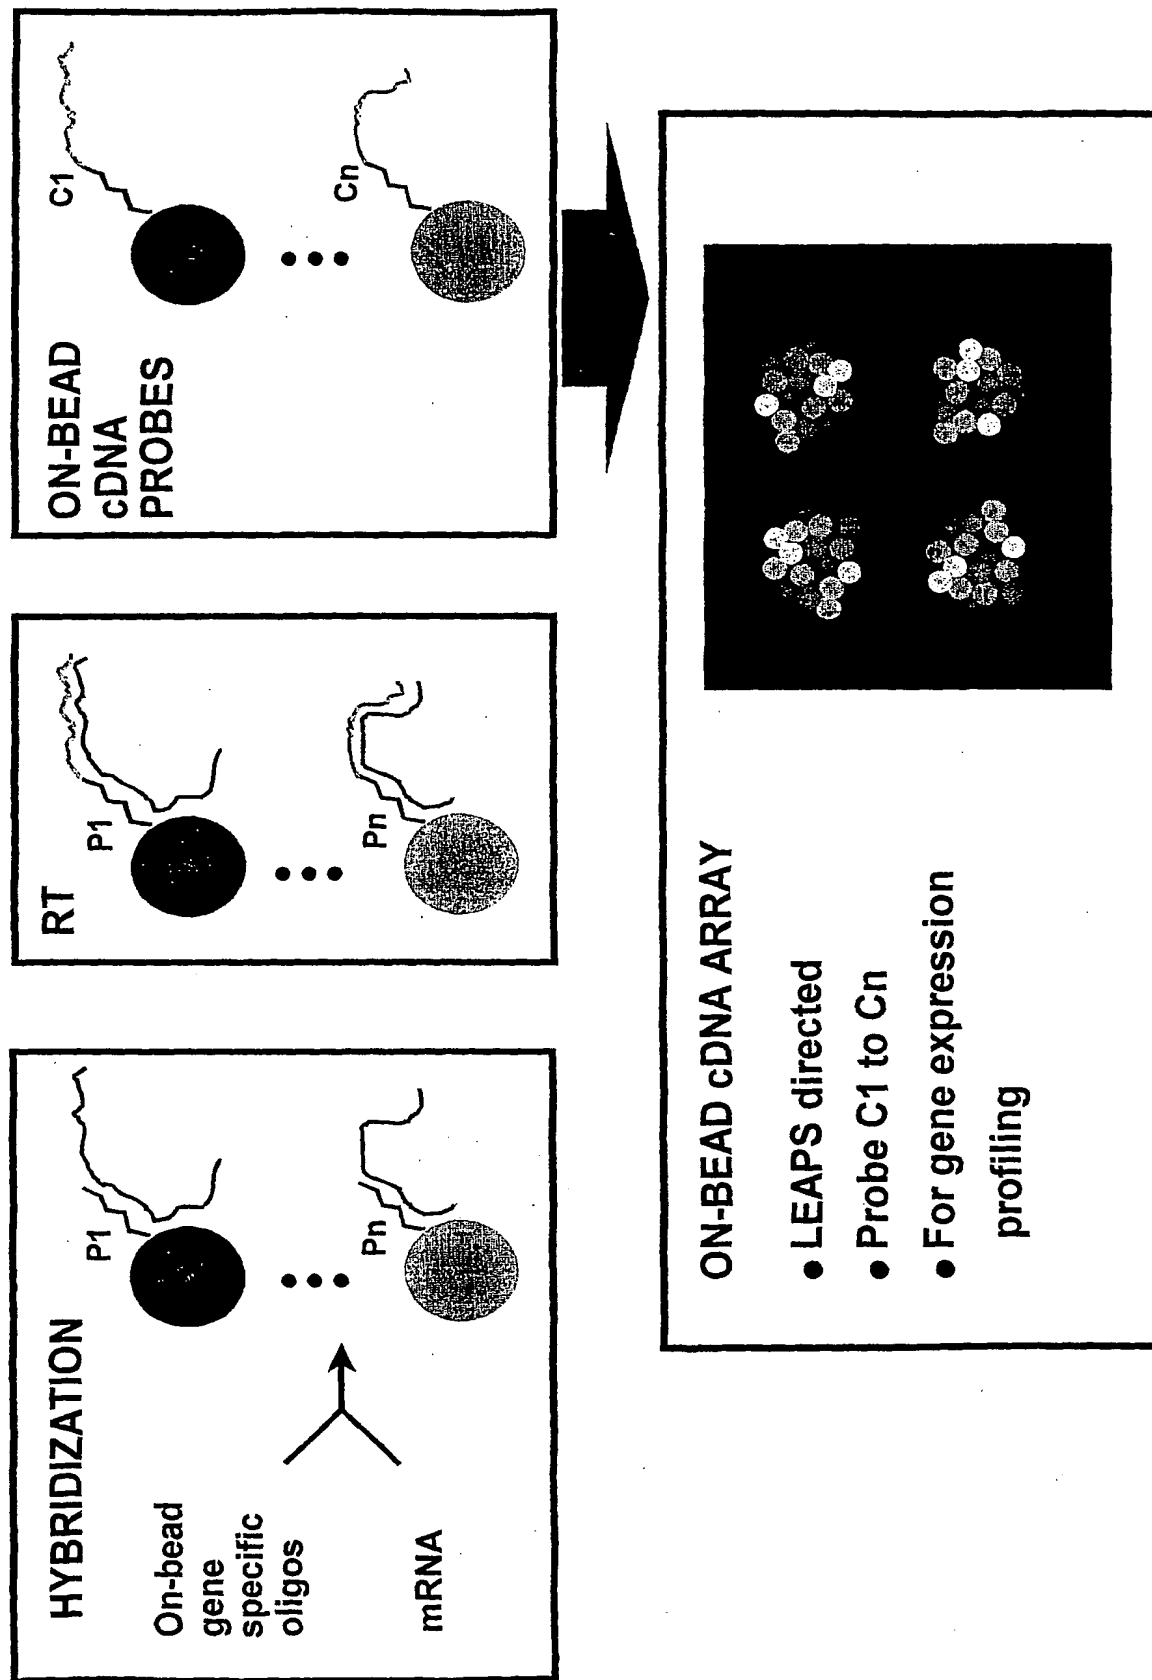 HYBRIDIZATION
On-bead
gene
specific
oligos
mRNA
P1
Pn
RT
P1
Pn
ON-BEAD
cDNA
PROBES
C1
Cn
ON-BEAD cDNA ARRAY
● LEAPS directed
● Probe C1 to Cn
● For gene expression
profiling